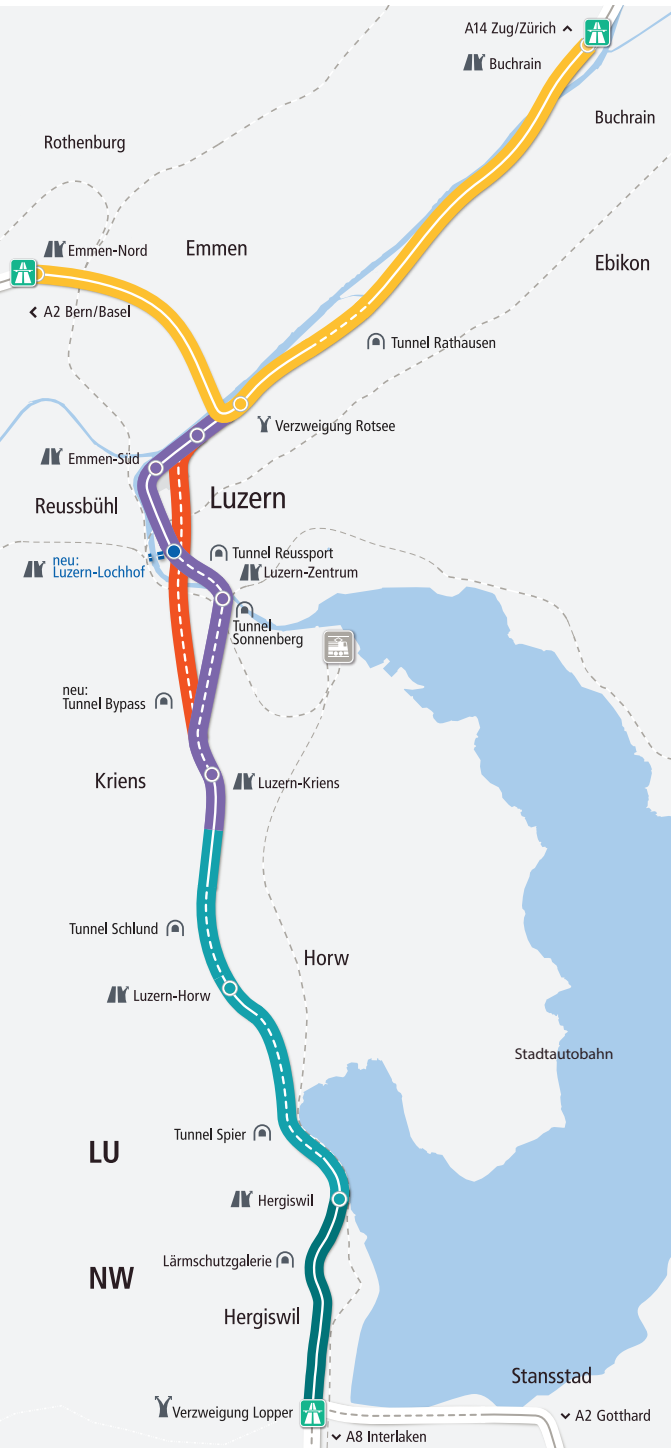 A14 Zug/Zürich
Buchrain
Buchrain
Rothenburg
Emmen-Nord
Emmen
Ebikon
A2 Bern/Basel
Tunnel Rathausen
Verzweigung Rotsee
Emmen-Süd
Reussbühl
Luzern
neu:
Luzern-Lochhof
Tunnel Reussport
Luzern-Zentrum
Tunnel
Sonnenberg
neu:
Tunnel Bypass
Kriens
Luzern-Kriens
Tunnel Schlund
Horw
Luzern-Horw
Stadtautobahn
Tunnel Spier
LU
Hergiswil
Lärmschutzgalerie
NW
Hergiswil
Stansstad
Verzweigung Lopper
A2 Gotthard
A8 Interlaken